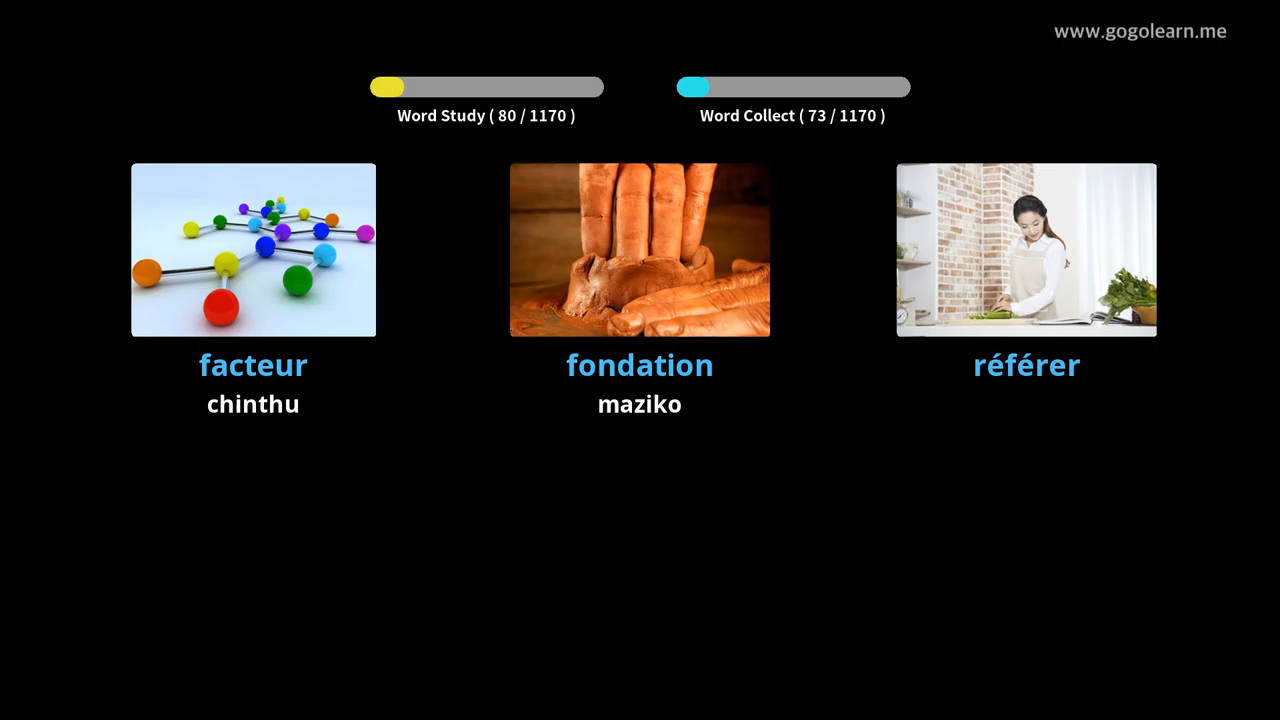 www.gogolearn.me
Word Study ( 80 / 1170 )
Word Collect ( 73 / 1170 )
facteur
chinthu
fondation
maziko
référer